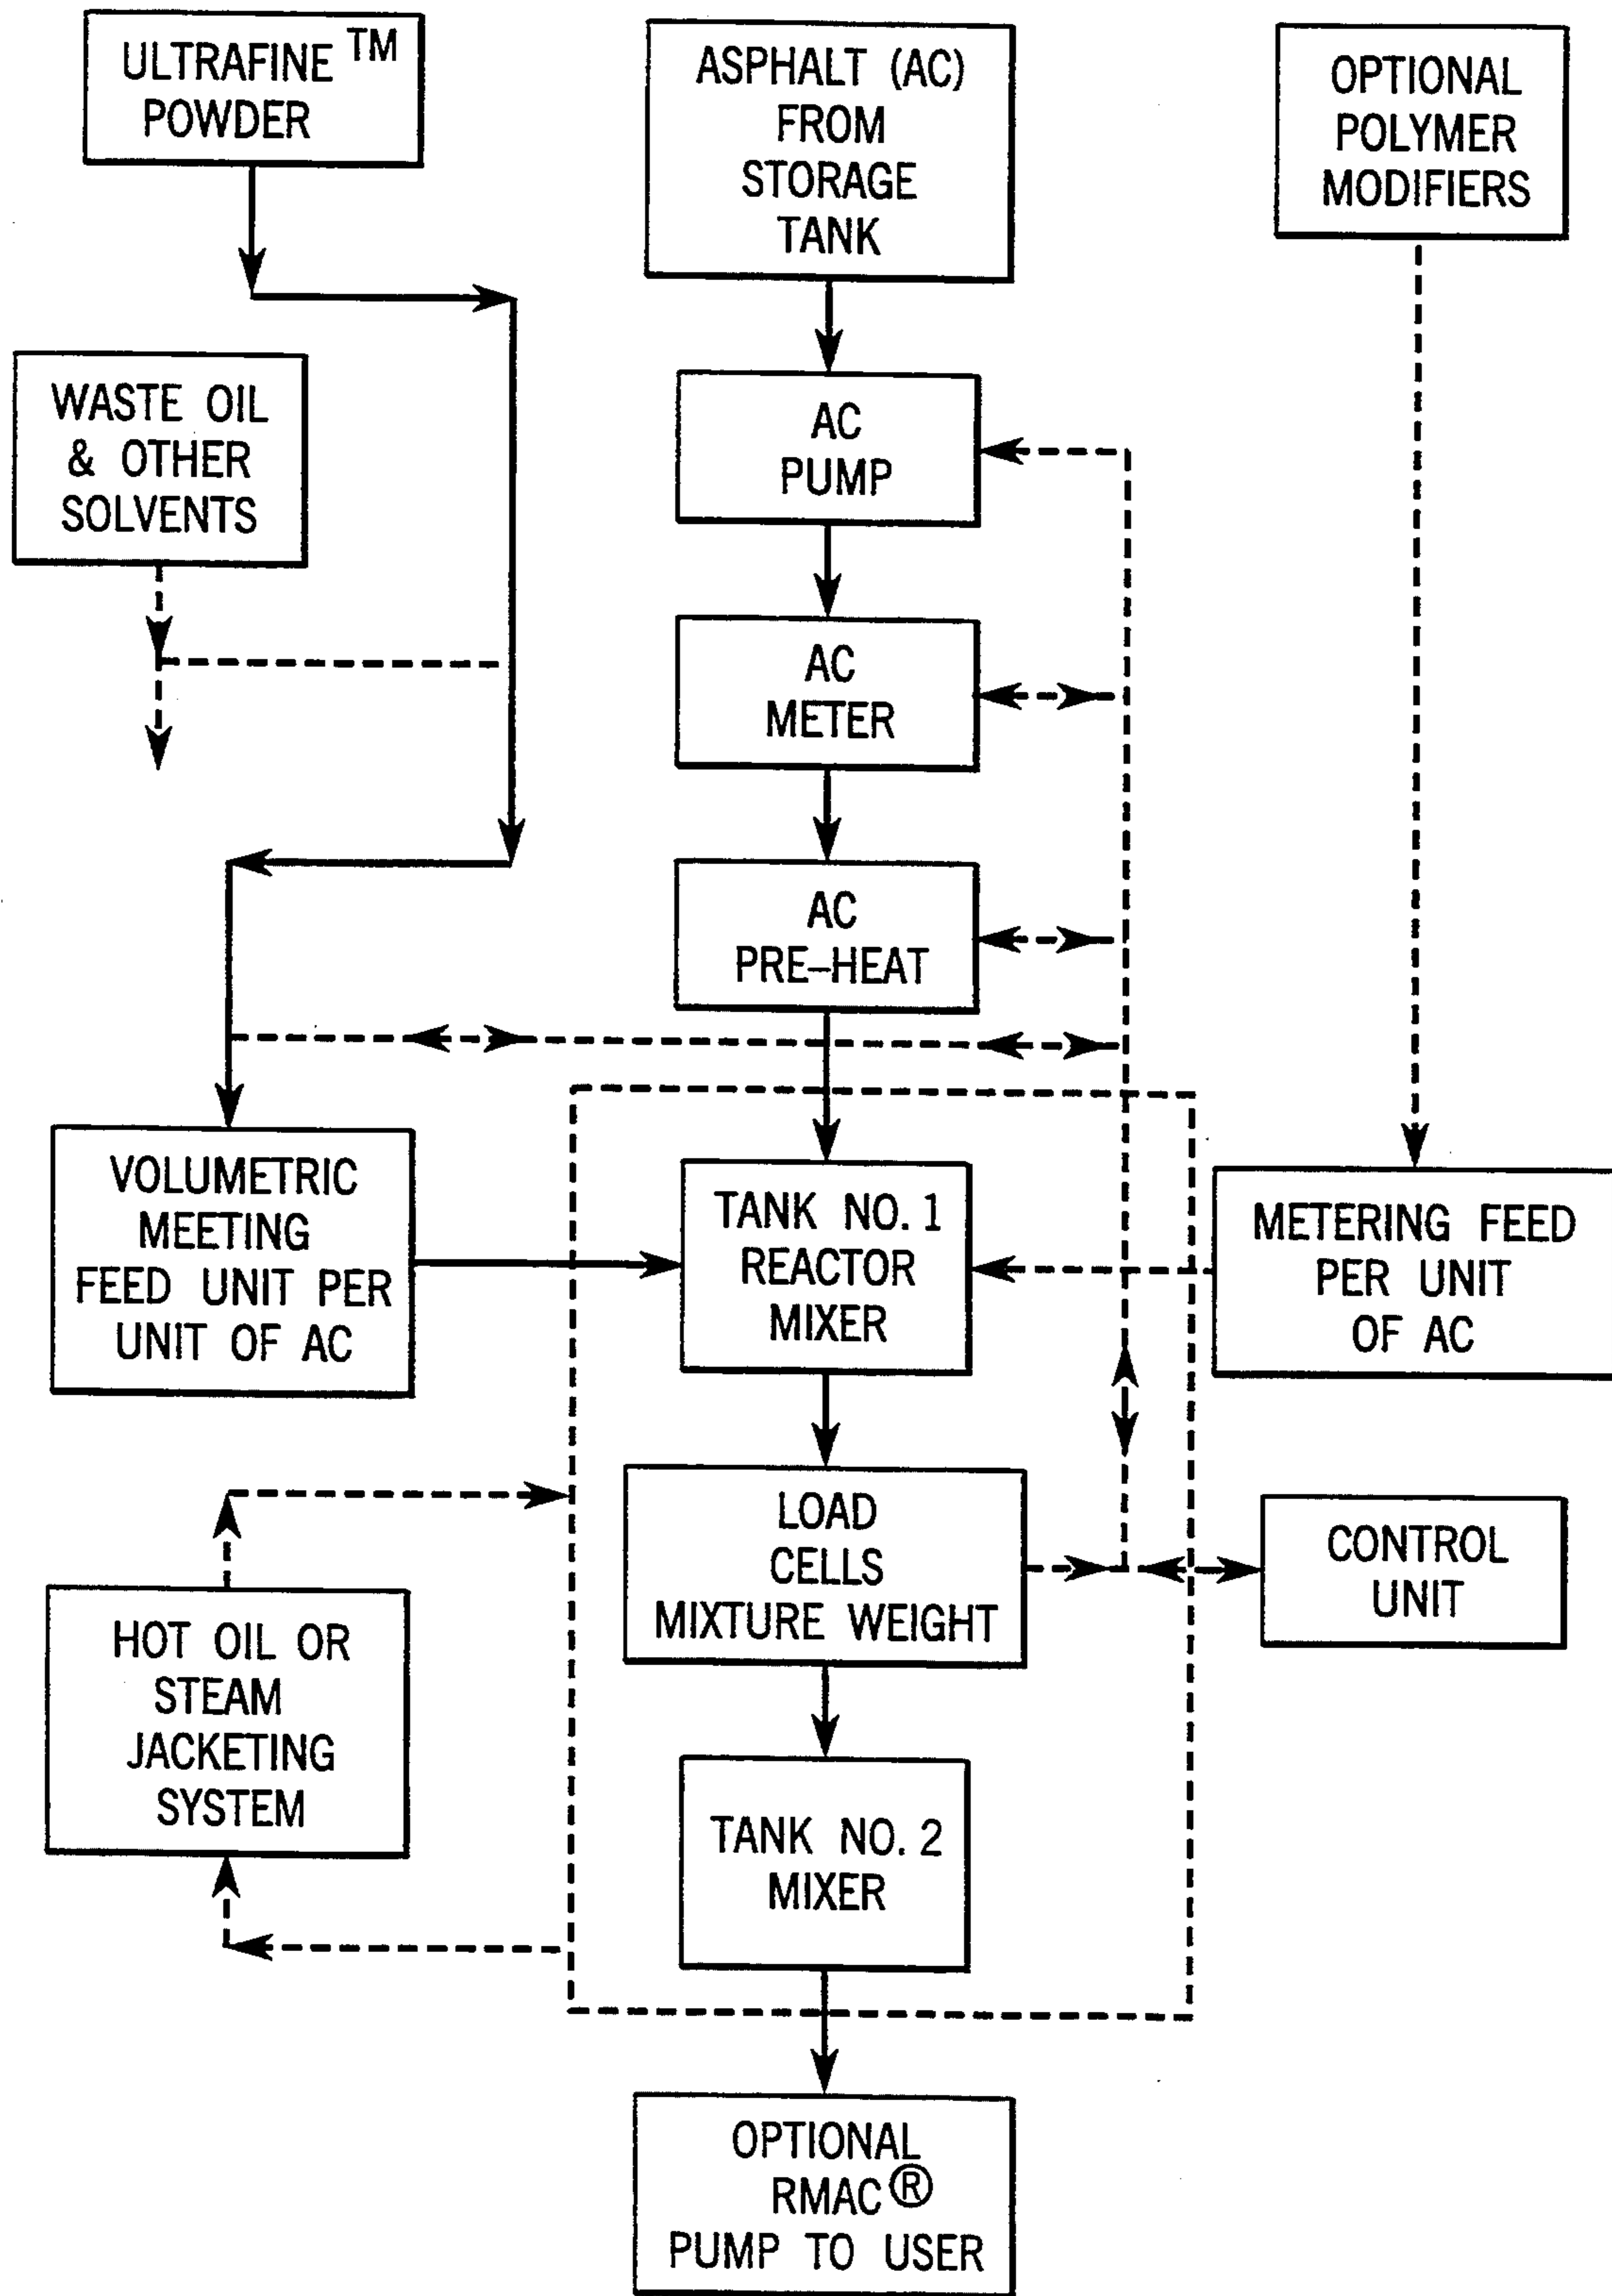 ULTRAFINE TM
POWDER
ASPHALT (AC)
FROM
STORAGE
TANK
OPTIONAL
POLYMER
MODIFIERS
WASTE OIL
& OTHER
SOLVENTS
AC
PUMP
AC
METER
AC
PRE-HEAT
VOLUMETRIC
MEETING
FEED UNIT PER
UNIT OF AC
TANK NO. 1
REACTOR
MIXER
METERING FEED
PER UNIT
OF AC
LOAD
CELLS
MIXTURE WEIGHT
CONTROL
UNIT
HOT OIL OR
STEAM
JACKETING
SYSTEM
TANK NO. 2
MIXER
OPTIONAL
RMAC ®
PUMP TO USER